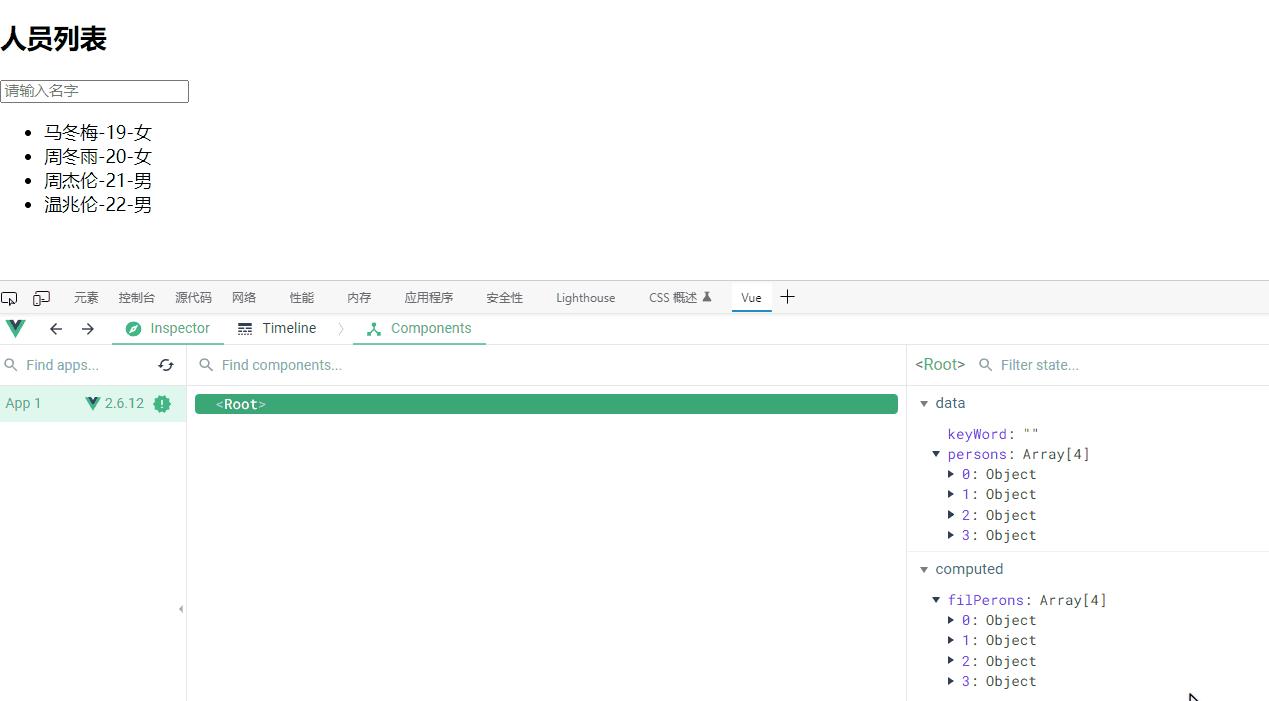 人员列表
请输入名字
马冬梅-19-女
周冬雨-20-女
周杰伦-21-男
温兆伦-22-男
元素 控制台 源代码 网络 性能 内存 应用程序 安全性 Lighthouse CSS 概述 Vue
Inspector Timeline Components
Find apps... Find components... <Root> Filter state...
App 1 2.6.12 <Root>
data
keyWord: ""
persons: Array[4]
0: Object
1: Object
2: Object
3: Object
computed
filPerons: Array[4]
0: Object
1: Object
2: Object
3: Object